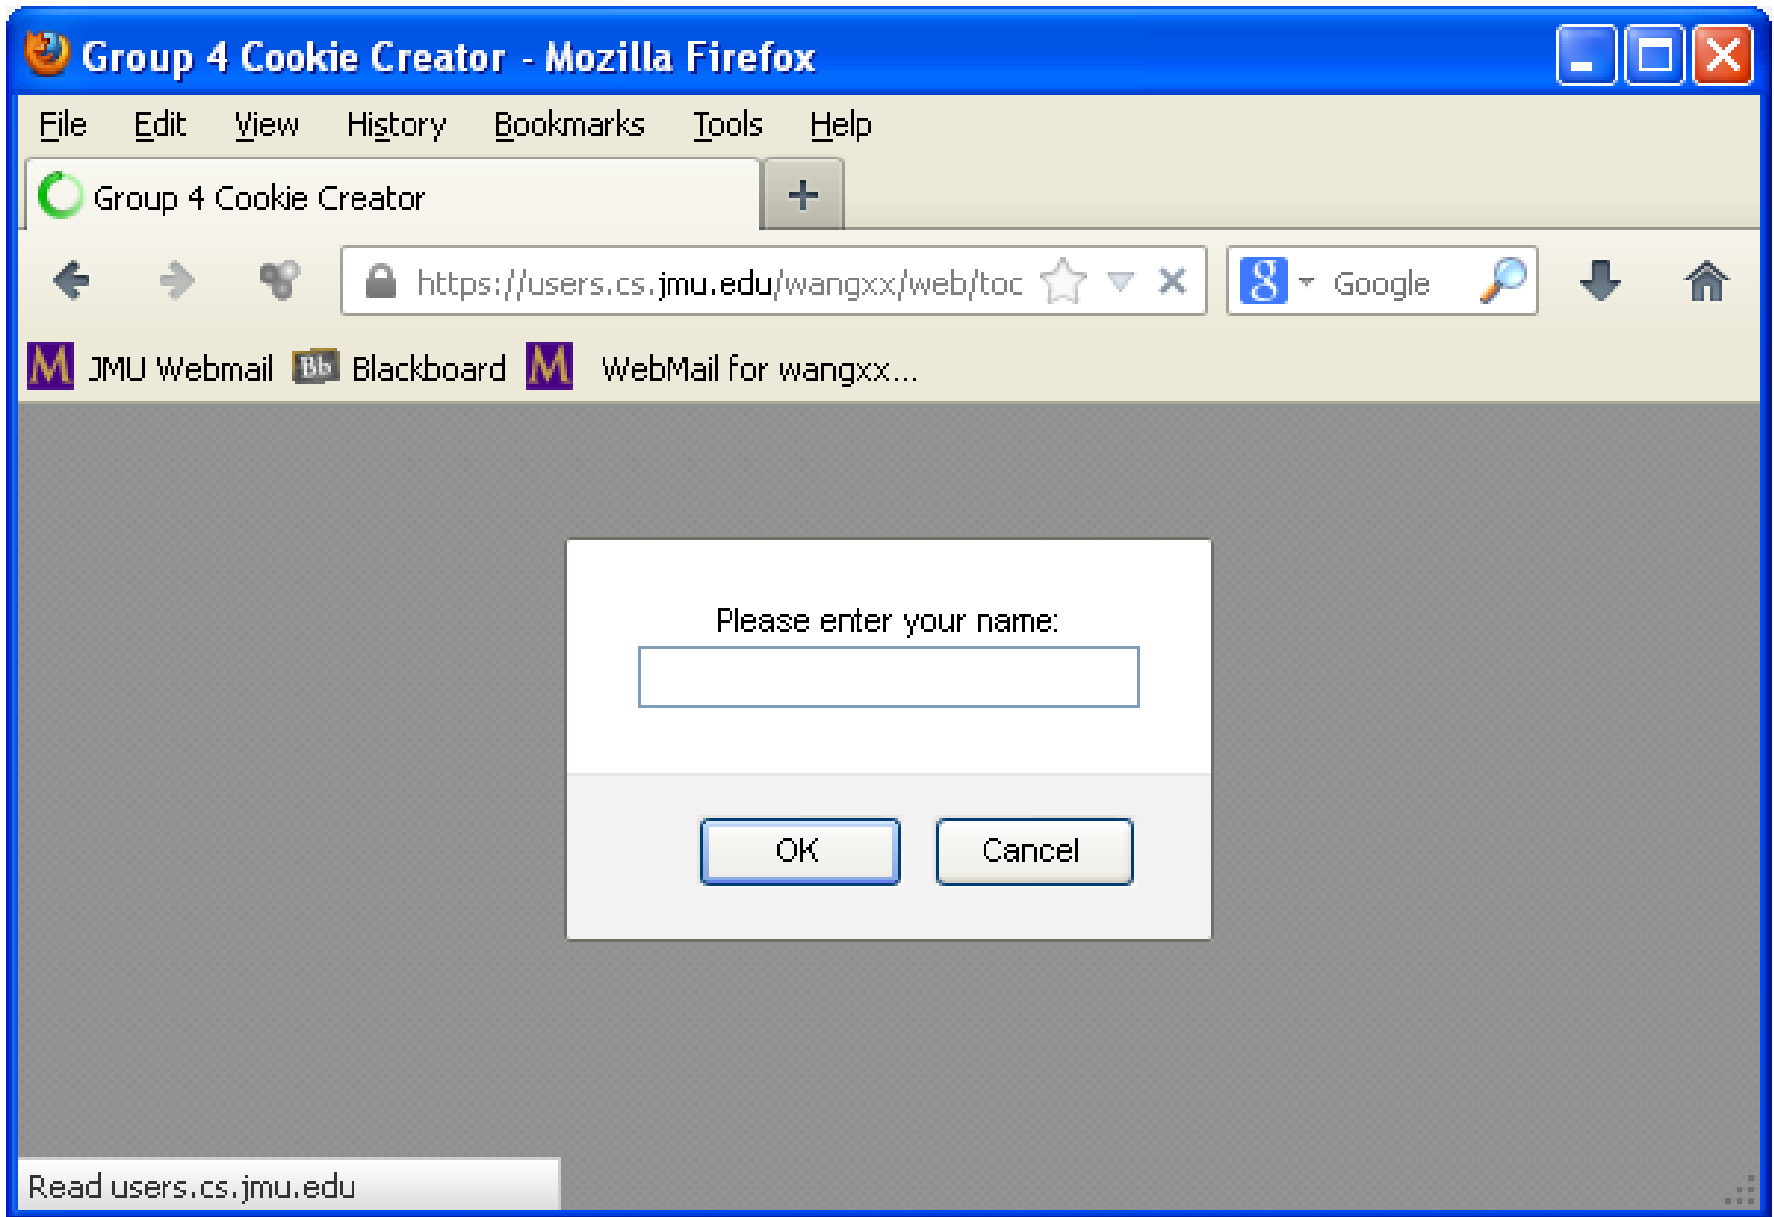 Group 4 Cookie Creator - Mozilla Firefox
File Edit View History Bookmarks Tools Help
Group 4 Cookie Creator +
https://users.cs.jmu.edu/wangxx/web/toc 8 Google
M JMU Webmail Bb Blackboard M WebMail for wangxx...
Please enter your name:
OK Cancel
Read users.cs.jmu.edu